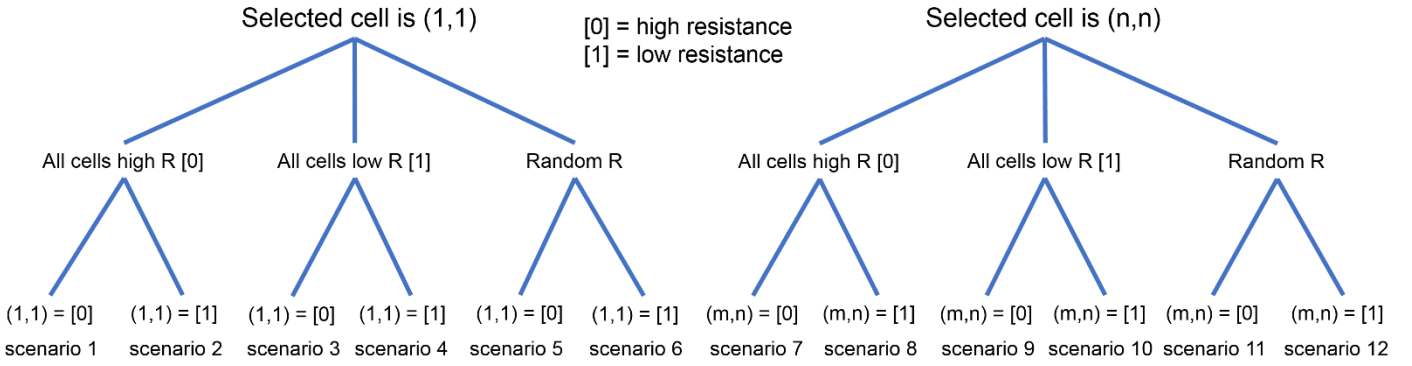 Selected cell is (1,1)
[0] = high resistance
[1] = low resistance
Selected cell is (n,n)
All cells high R [0]
All cells low R [1]
Random R
All cells high R [0]
All cells low R [1]
Random R
(1,1) = [0]
(1,1) = [1]
(1,1) = [0]
(1,1) = [1]
(1,1) = [0]
(1,1) = [1]
(m,n) = [0]
(m,n) = [1]
(m,n) = [0]
(m,n) = [1]
(m,n) = [0]
(m,n) = [1]
scenario 1
scenario 2
scenario 3
scenario 4
scenario 5
scenario 6
scenario 7
scenario 8
scenario 9
scenario 10
scenario 11
scenario 12